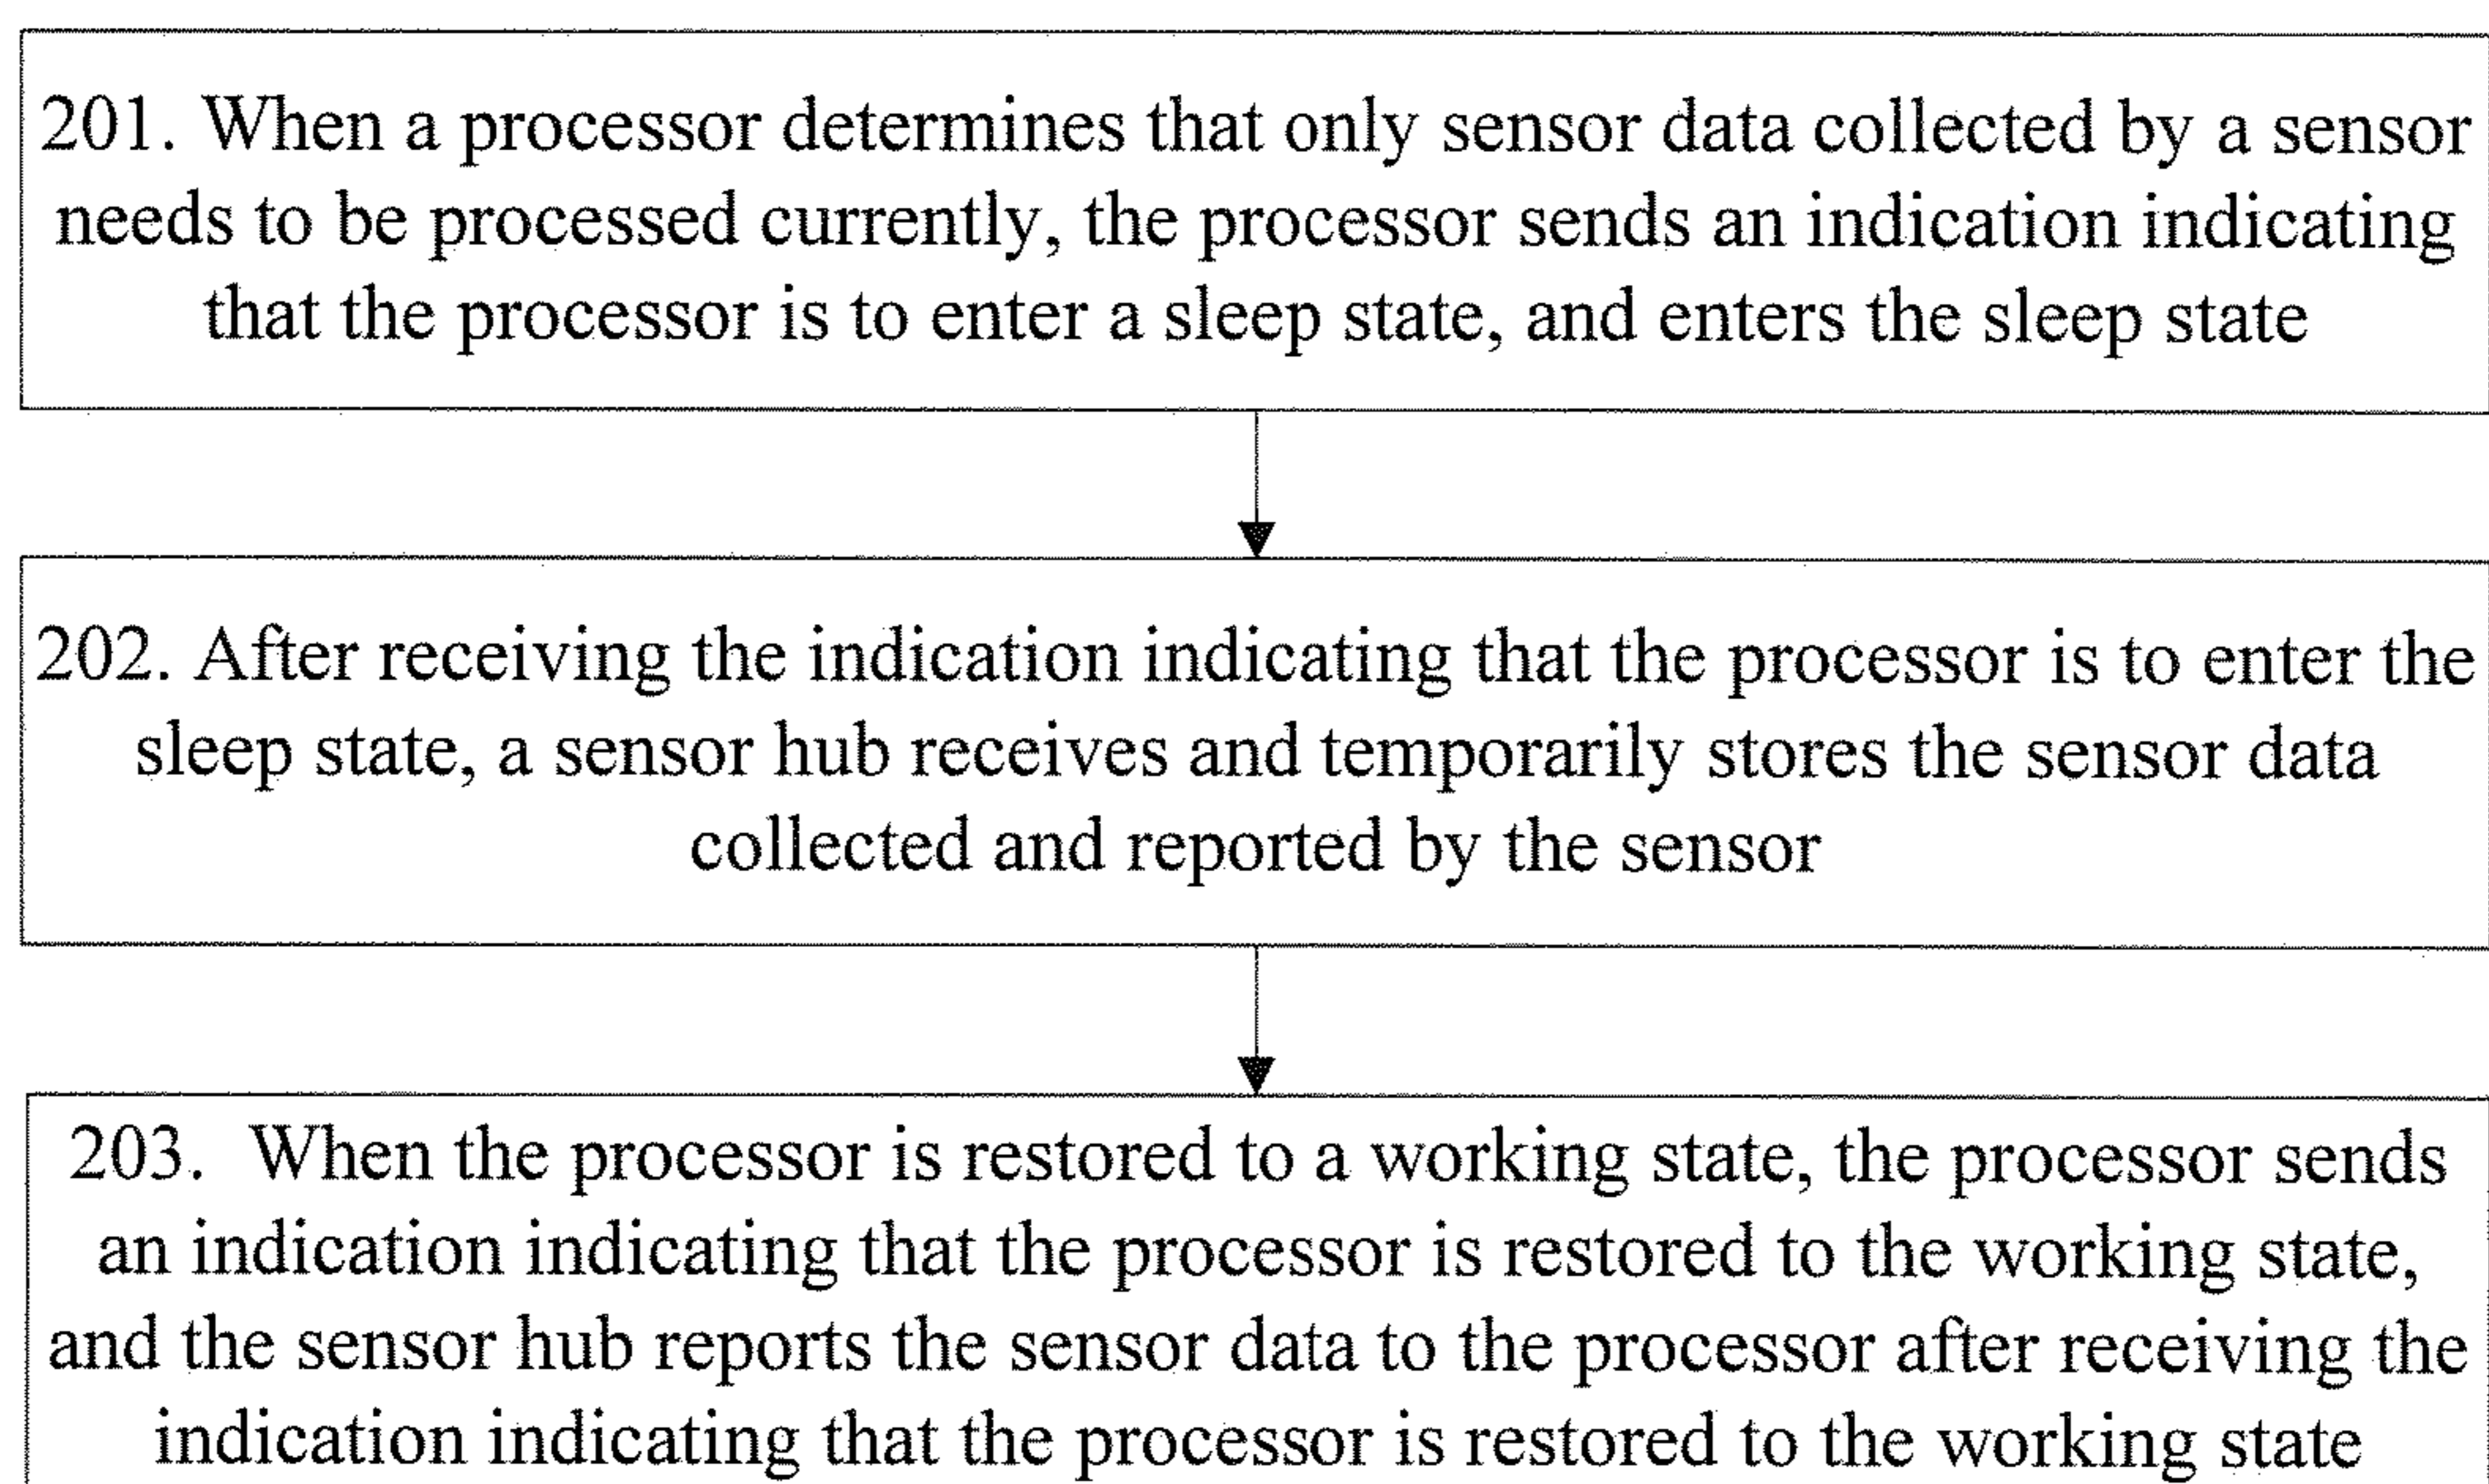 201. When a processor determines that only sensor data collected by a sensor
needs to be processed currently, the processor sends an indication indicating
that the processor is to enter a sleep state, and enters the sleep state
202. After receiving the indication indicating that the processor is to enter the
sleep state, a sensor hub receives and temporarily stores the sensor data
collected and reported by the sensor
203. When the processor is restored to a working state, the processor sends
an indication indicating that the processor is restored to the working state,
and the sensor hub reports the sensor data to the processor after receiving the
indication indicating that the processor is restored to the working state